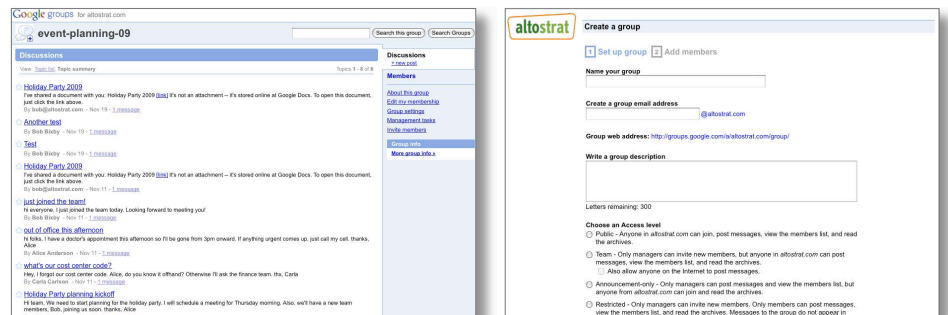 Google groups for altostrat.com
event-planning-09
Search this group Search Groups
Discussions
View: Topic list, Topic summary Topics 1 - 8 of 8
Holiday Party 2009
I've shared a document with you: Holiday Party 2009 [link] It's not an attachment -- it's stored online at Google Docs. To open this document,
just click the link above.
By bob@altostrat.com - Nov 19 - 1 message
Another test
By Bob Bixby - Nov 19 - 1 message
Test
By Bob Bixby - Nov 19 - 1 message
Holiday Party 2009
I've shared a document with you: Holiday Party 2009 [link] It's not an attachment -- it's stored online at Google Docs. To open this document,
just click the link above.
By bob@altostrat.com - Nov 11 - 1 message
just joined the team!
hi everyone, I just joined the team today. Looking forward to meeting you!
By Bob Bixby - Nov 11 - 1 message
out of office this afternoon
hi folks. I have a doctor's appointment this afternoon so I'll be gone from 3pm onward. If anything urgent comes up, just call my cell. thanks,
Alice
By Alice Anderson - Nov 11 - 1 message
what's our cost center code?
Hey, I forgot our cost center code. Alice, do you know it offhand? Otherwise I'll ask the finance team. thx, Carla
By Carla Carlson - Nov 11 - 1 message
Holiday Party planning kickoff
Hi team, We need to start planning for the holiday party. I will schedule a meeting for Thursday morning. Also, we'll have a new team
members, Bob, joining us soon. thanks, Alice
Discussions
+ new post
Members
About this group
Edit my membership
Group settings
Management tasks
Invite members
Group info
More group info »
altostrat
Create a group
1 Set up group 2 Add members
Name your group
Create a group email address
@altostrat.com
Group web address: http://groups.google.com/a/altostrat.com/group/
Write a group description
Letters remaining: 300
Choose an Access level
Public - Anyone in altostrat.com can join, post messages, view the members list, and read
the archives.
Team - Only managers can invite new members, but anyone in altostrat.com can post
messages, view the members list, and read the archives.
Also allow anyone on the Internet to post messages.
Announcement-only - Only managers can post messages and view the members list, but
anyone from altostrat.com can join and read the archives.
Restricted - Only managers can invite new members. Only members can post messages,
view the members list, and read the archives. Messages to the group do not appear in